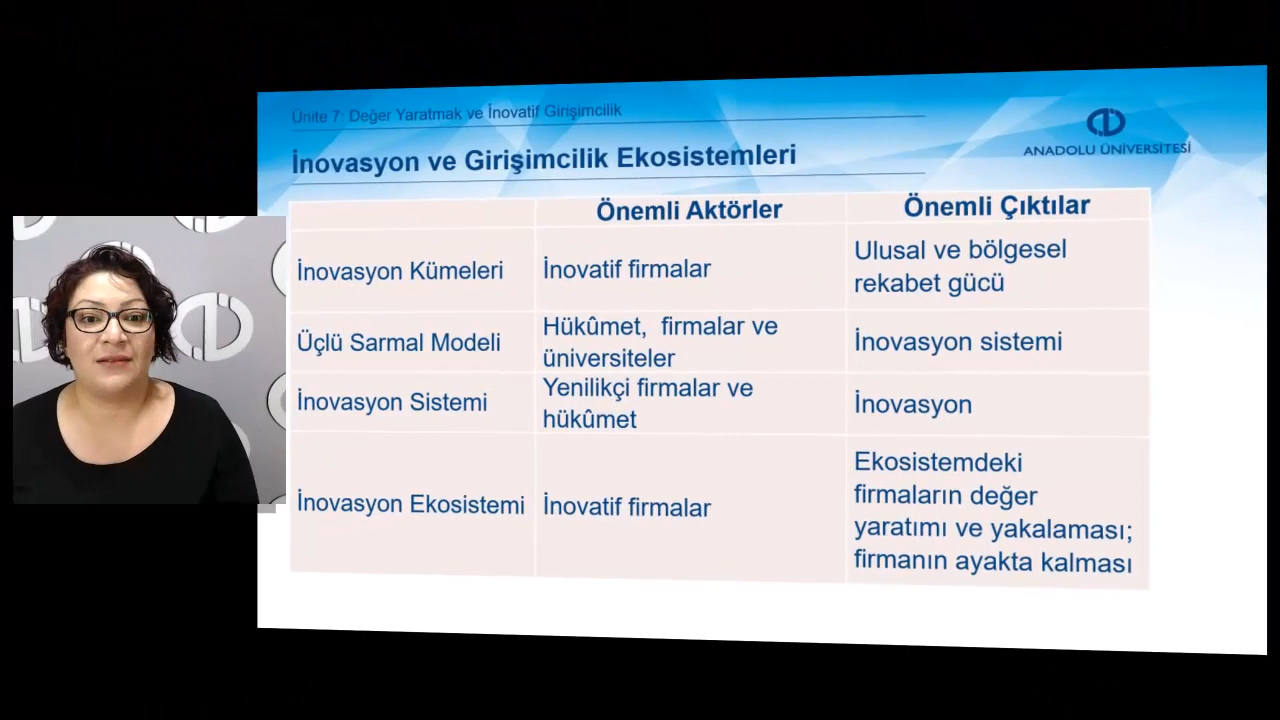 Ünite 7: Değer Yaratmak ve İnovatif Girişimcilik
İnovasyon ve Girişimcilik Ekosistemleri
ANADOLU ÜNİVERSİTESİ
Önemli Aktörler
Önemli Çıktılar
İnovasyon Kümeleri
İnovatif firmalar
Ulusal ve bölgesel
rekabet gücü
Üçlü Sarmal Modeli
Hükûmet, firmalar ve
üniversiteler
İnovasyon sistemi
İnovasyon Sistemi
Yenilikçi firmalar ve
hükûmet
İnovasyon
İnovasyon Ekosistemi
İnovatif firmalar
Ekosistemdeki
firmaların değer
yaratımı ve yakalaması;
firmanın ayakta kalması